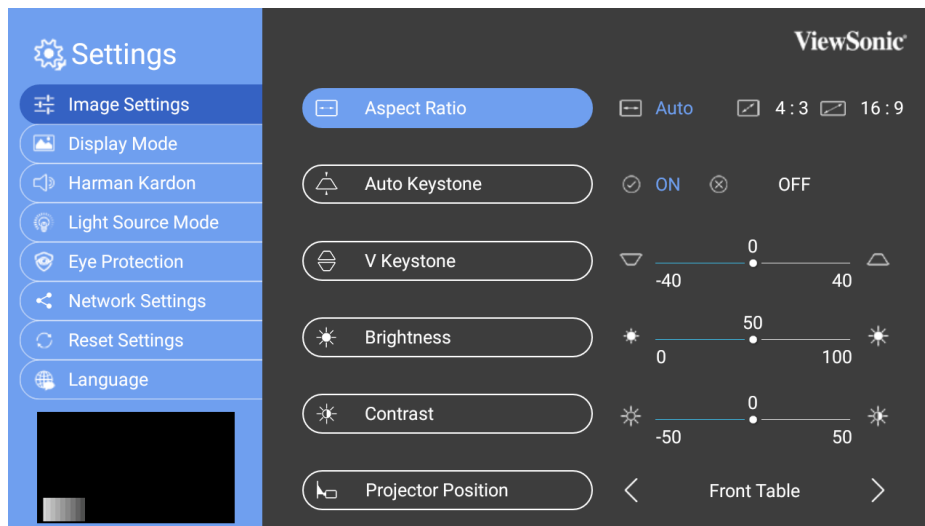 Settings
ViewSonic
Image Settings
Display Mode
Harman Kardon
Light Source Mode
Eye Protection
Network Settings
Reset Settings
Language
Aspect Ratio Auto 4 : 3 16 : 9
Auto Keystone ON OFF
V Keystone
0
-40 40
Brightness
50
0 100
Contrast
0
-50 50
Projector Position Front Table